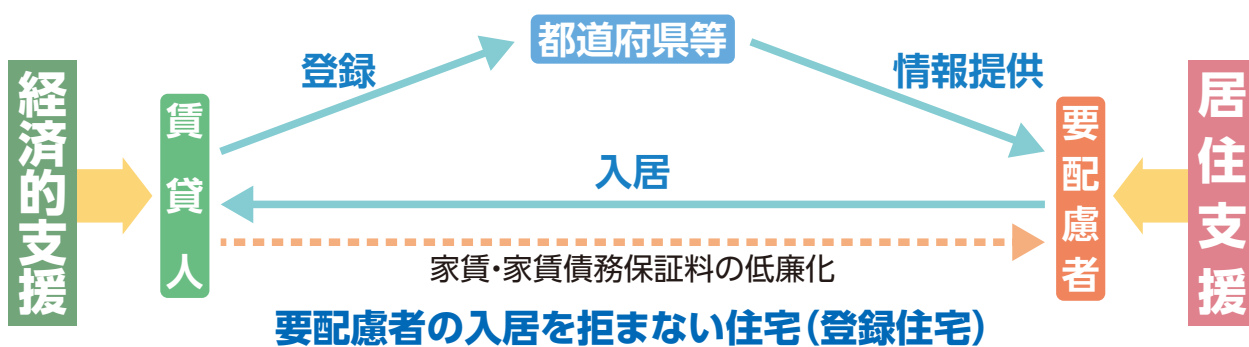 都道府県等
登録
情報提供
経済的支援
賃貸人
要配慮者
居住支援
入居
家賃・家賃債務保証料の低廉化
要配慮者の入居を拒まない住宅(登録住宅)